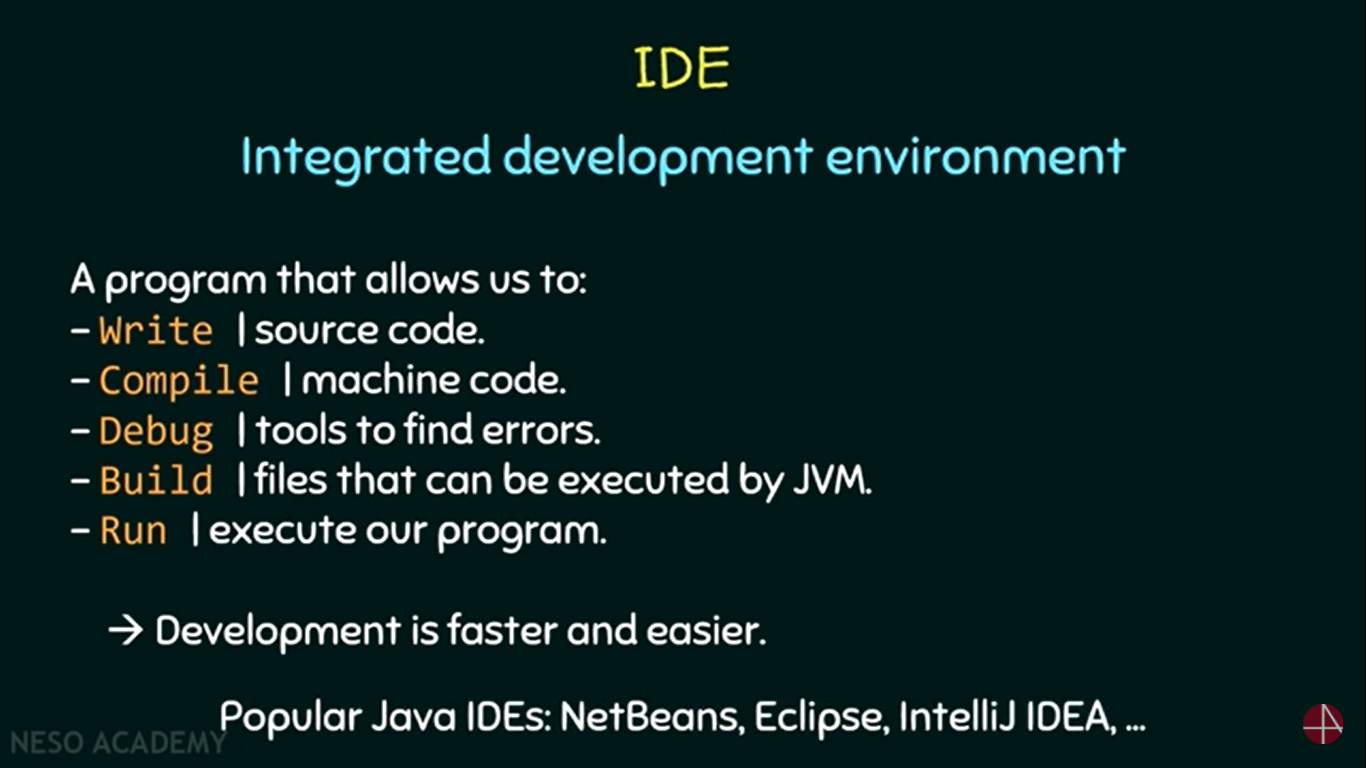 IDE
Integrated development environment
A program that allows us to:
– Write | source code.
– Compile | machine code.
– Debug | tools to find errors.
– Build | files that can be executed by JVM.
– Run | execute our program.
→ Development is faster and easier.
Popular Java IDEs: NetBeans, Eclipse, IntelliJ IDEA, ...
NESO ACADEMY